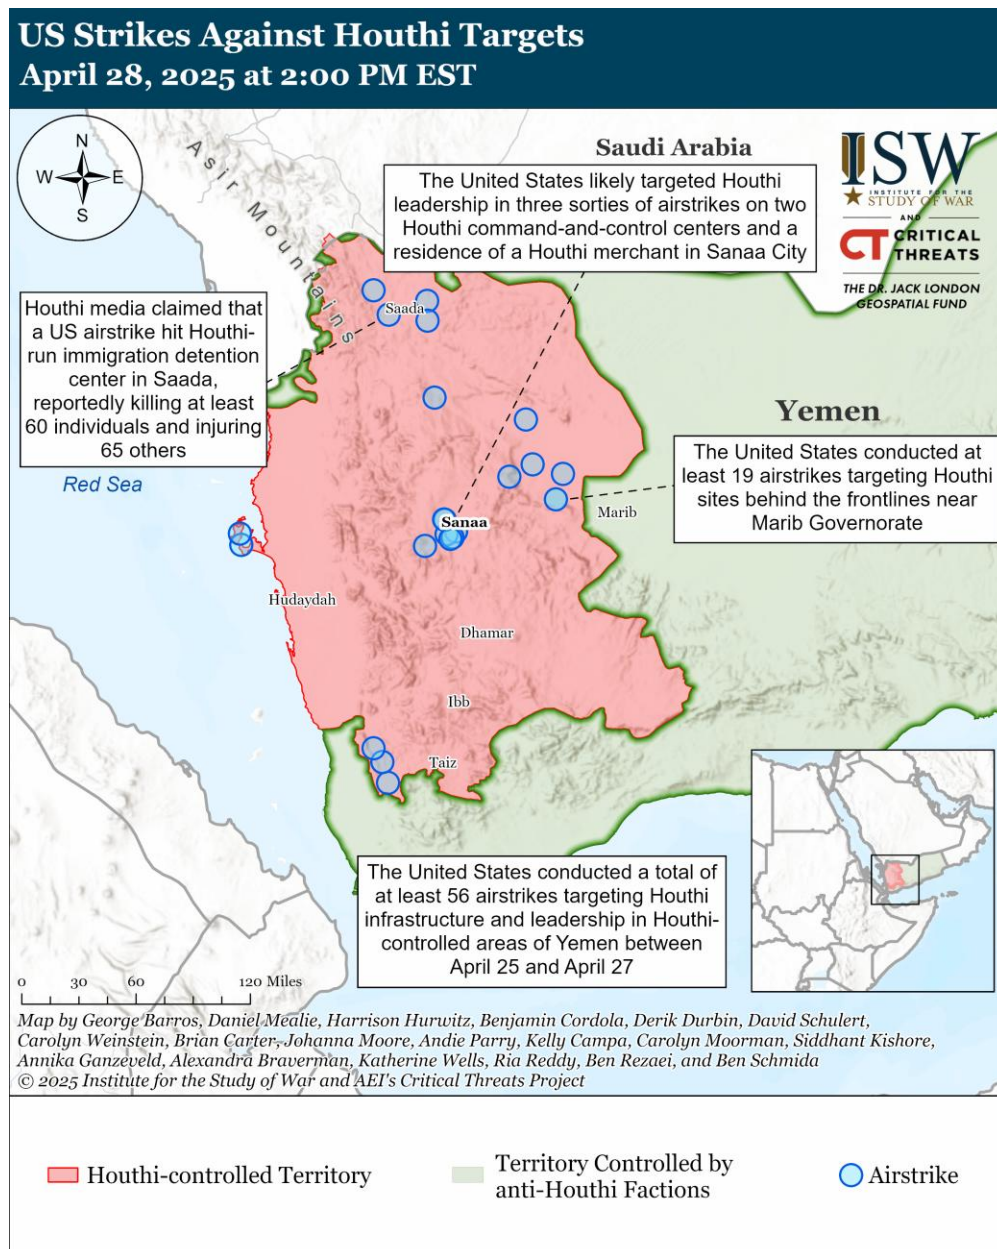 US Strikes Against Houthi Targets
April 28, 2025 at 2:00 PM EST
N
W
E
S
Asir Mountains
Saudi Arabia
ISW
INSTITUTE FOR THE
STUDY OF WAR
AND
CT CRITICAL
THREATS
THE DR. JACK LONDON
GEOSPATIAL FUND
The United States likely targeted Houthi
leadership in three sorties of airstrikes on two
Houthi command-and-control centers and a
residence of a Houthi merchant in Sanaa City
Houthi media claimed that
a US airstrike hit Houthi-
run immigration detention
center in Saada,
reportedly killing at least
60 individuals and injuring
65 others
Saada
Yemen
The United States conducted at
least 19 airstrikes targeting Houthi
sites behind the frontlines near
Marib Governorate
Red Sea
Marib
Sanaa
Hudaydah
Dhamar
Ibb
Taiz
The United States conducted a total of
at least 56 airstrikes targeting Houthi
infrastructure and leadership in Houthi-
controlled areas of Yemen between
April 25 and April 27
0 30 60 120 Miles
Map by George Barros, Daniel Mealie, Harrison Hurwitz, Benjamin Cordola, Derik Durbin, David Schulert,
Carolyn Weinstein, Brian Carter, Johanna Moore, Andie Parry, Kelly Campa, Carolyn Moorman, Siddhant Kishore,
Annika Ganzeveld, Alexandra Braverman, Katherine Wells, Ria Reddy, Ben Rezaei, and Ben Schmida
© 2025 Institute for the Study of War and AEI's Critical Threats Project
Houthi-controlled Territory
Territory Controlled by
anti-Houthi Factions
Airstrike